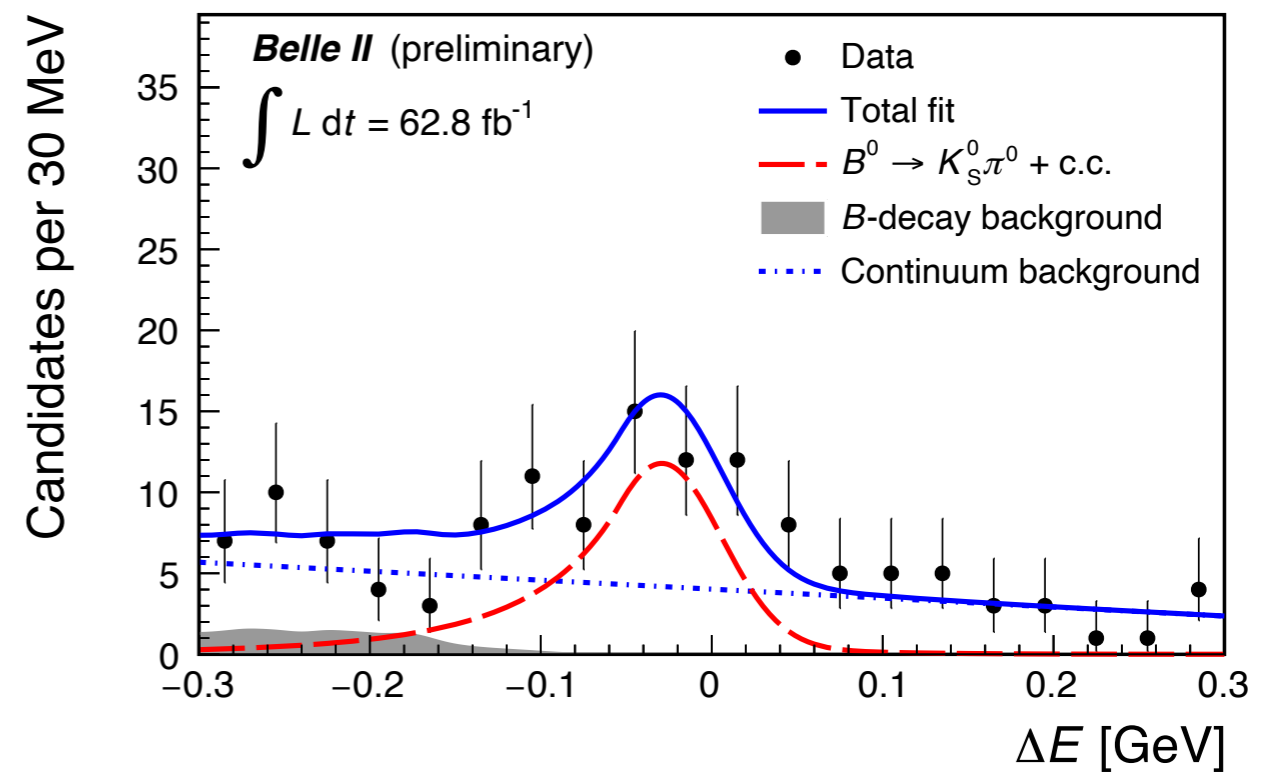 Belle II (preliminary)
∫ L dt = 62.8 fb⁻¹
Data
Total fit
B⁰ → K⁰_S π⁰ + c.c.
B-decay background
Continuum background
Candidates per 30 MeV
35
30
25
20
15
10
5
0
−0.3 −0.2 −0.1 0 0.1 0.2 0.3
ΔE [GeV]